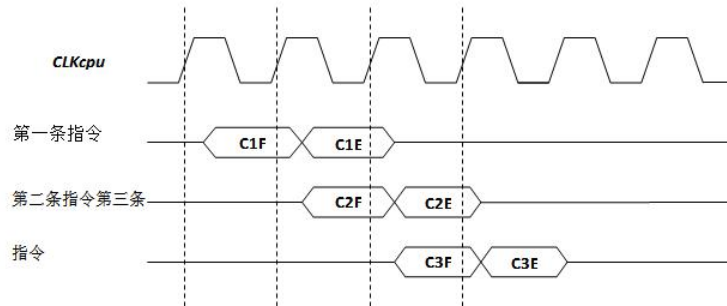 CLKcpu
第一条指令
C1F C1E
第二条指令第三条
C2F C2E
指令
C3F C3E